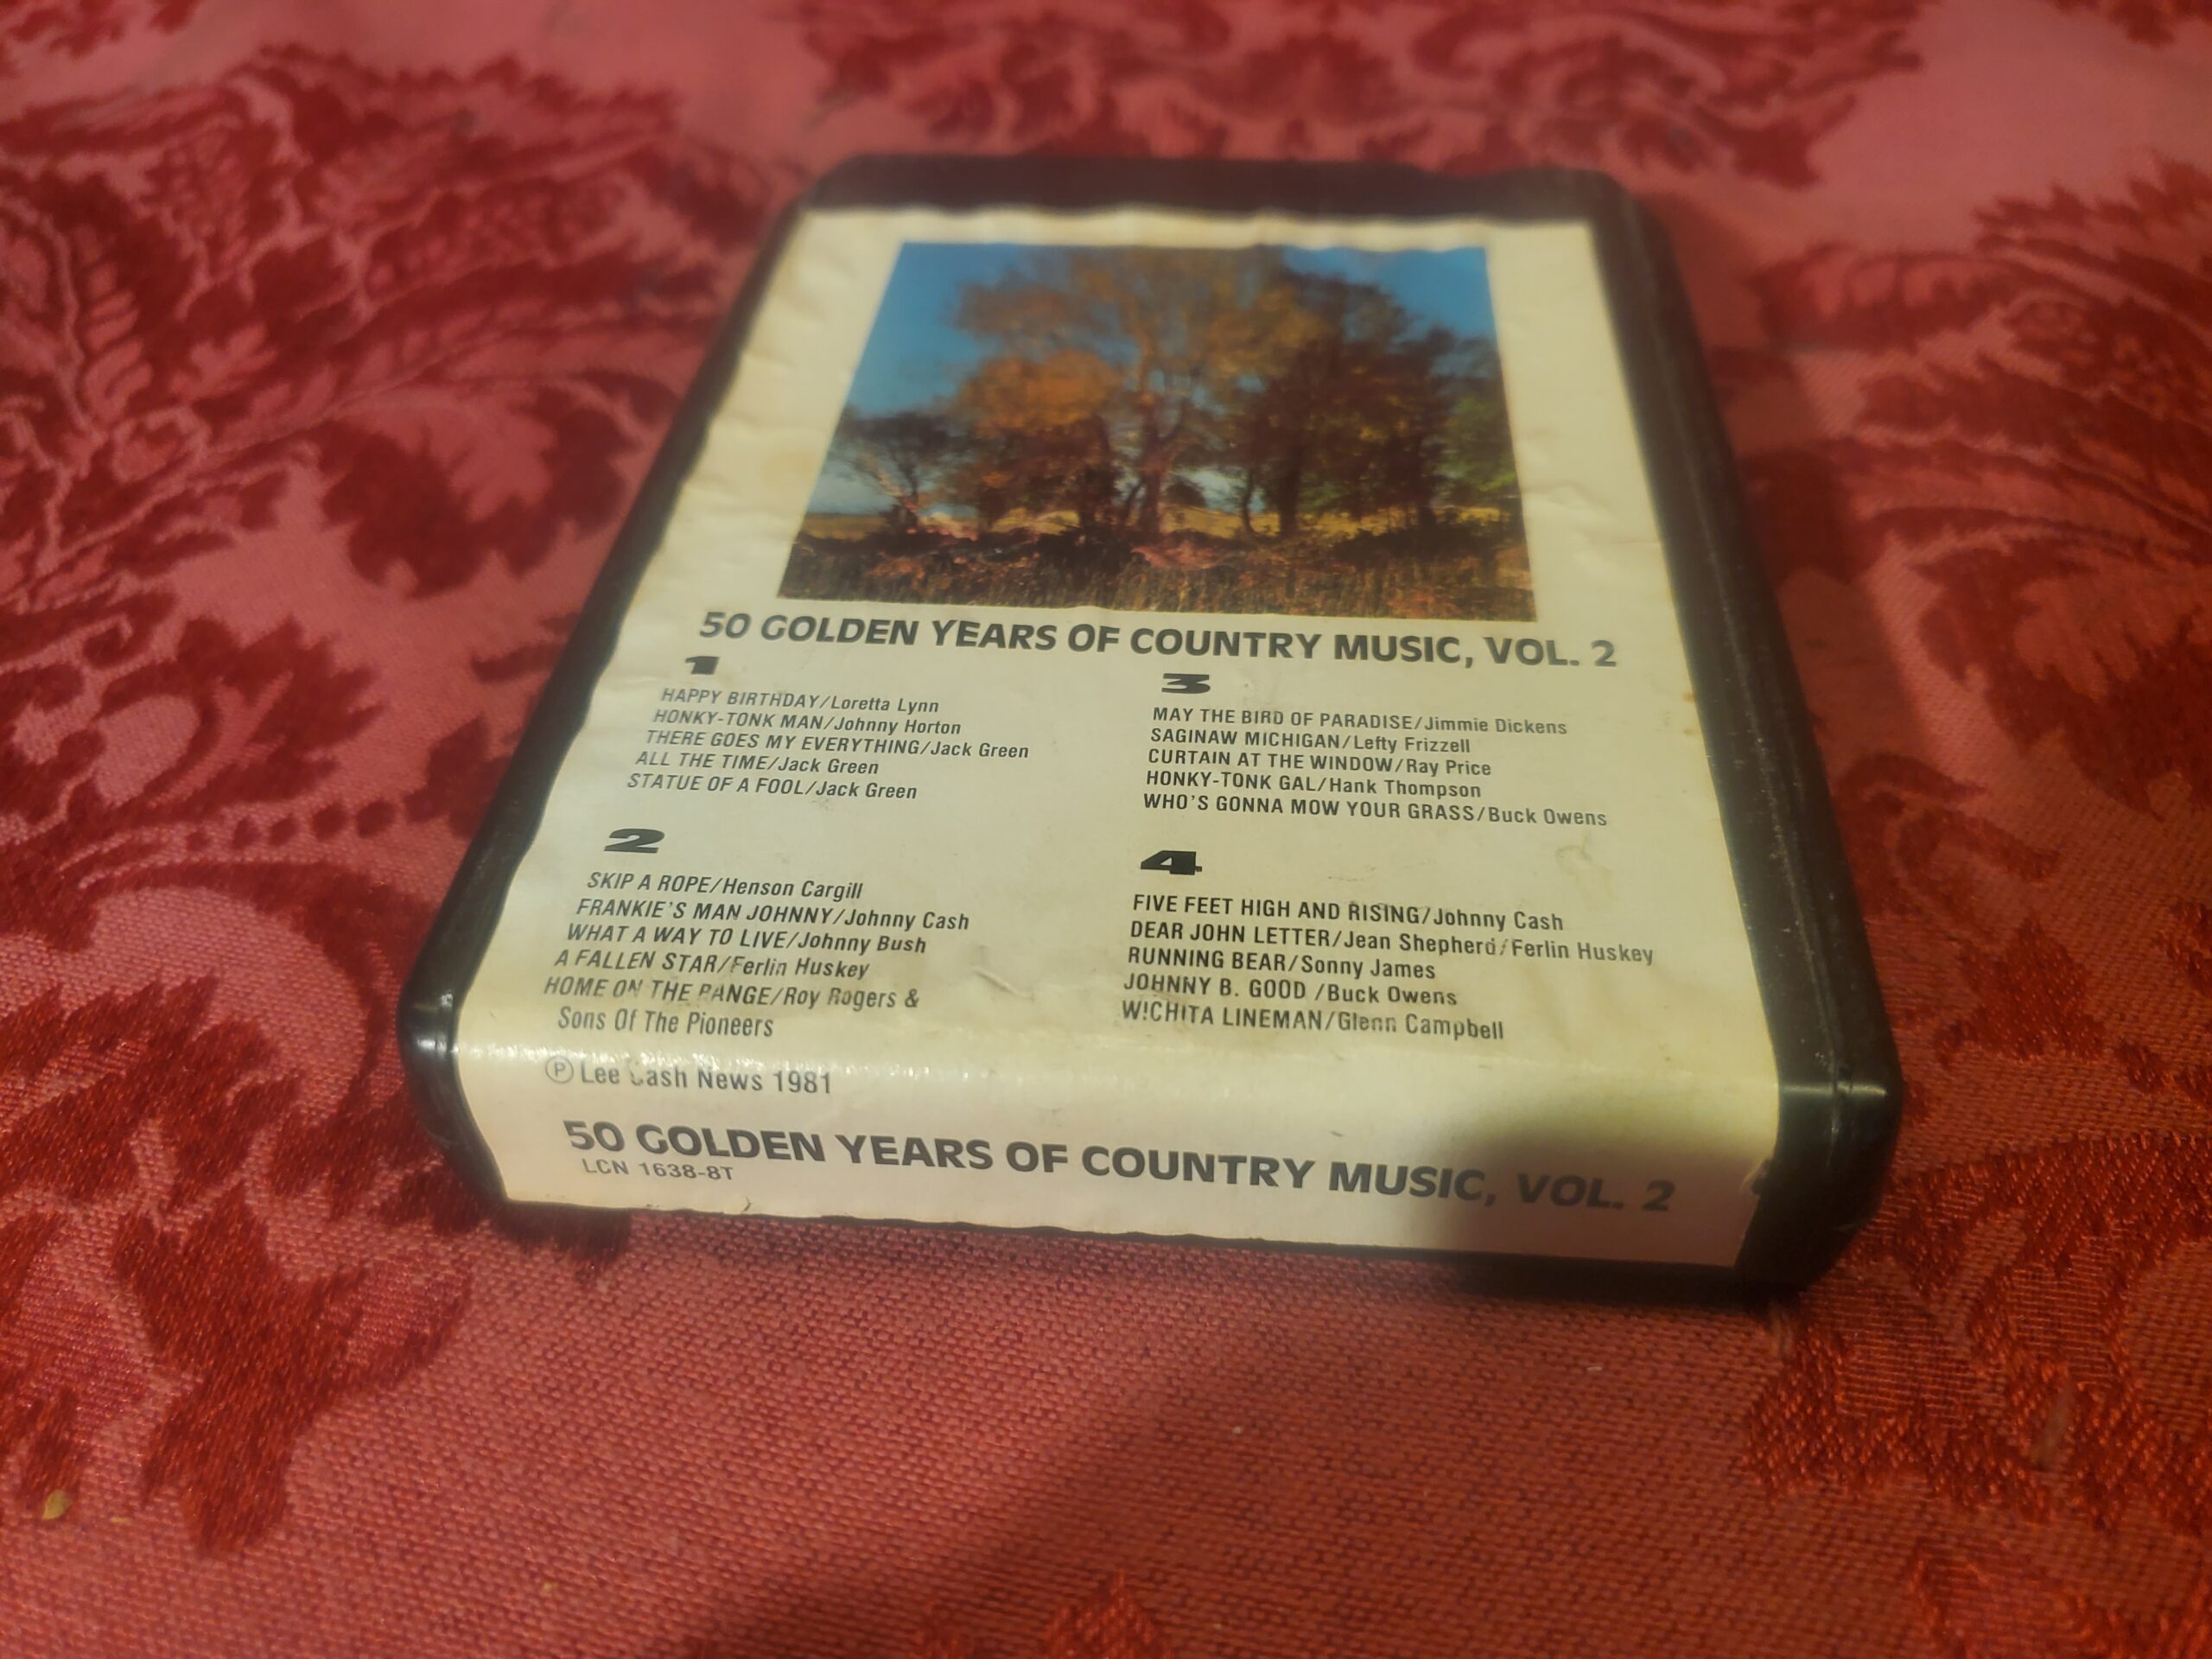 50 GOLDEN YEARS OF COUNTRY MUSIC, VOL. 2
1
HAPPY BIRTHDAY/Loretta Lynn
HONKY-TONK MAN/Johnny Horton
THERE GOES MY EVERYTHING/Jack Green
ALL THE TIME/Jack Green
STATUE OF A FOOL/Jack Green
2
SKIP A ROPE/Henson Cargill
FRANKIE'S MAN JOHNNY/Johnny Cash
WHAT A WAY TO LIVE/Johnny Bush
A FALLEN STAR/Ferlin Huskey
HOME ON THE RANGE/Roy Rogers &
Sons Of The Pioneers
3
MAY THE BIRD OF PARADISE/Jimmie Dickens
SAGINAW MICHIGAN/Lefty Frizzell
CURTAIN AT THE WINDOW/Ray Price
HONKY-TONK GAL/Hank Thompson
WHO'S GONNA MOW YOUR GRASS/Buck Owens
4
FIVE FEET HIGH AND RISING/Johnny Cash
DEAR JOHN LETTER/Jean Shepherd/Ferlin Huskey
RUNNING BEAR/Sonny James
JOHNNY B. GOOD /Buck Owens
WICHITA LINEMAN/Glenn Campbell
℗ Lee Cash News 1981
50 GOLDEN YEARS OF COUNTRY MUSIC, VOL. 2
LCN 1638-8T